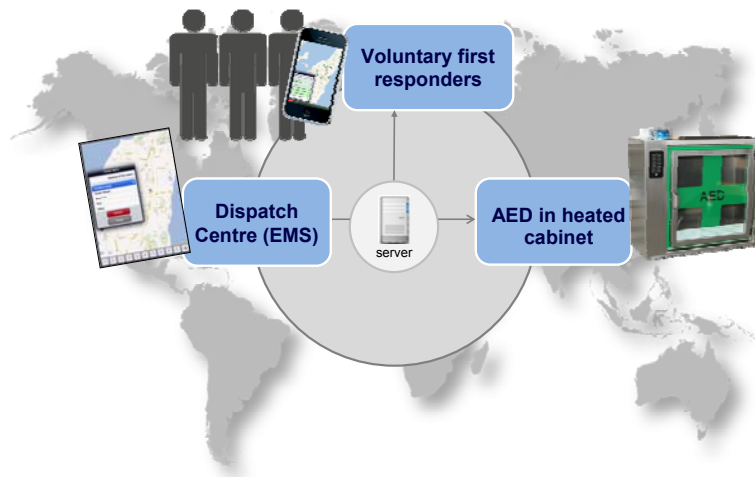 Voluntary first
responders
Dispatch
Centre (EMS)
server
AED in heated
cabinet
AED